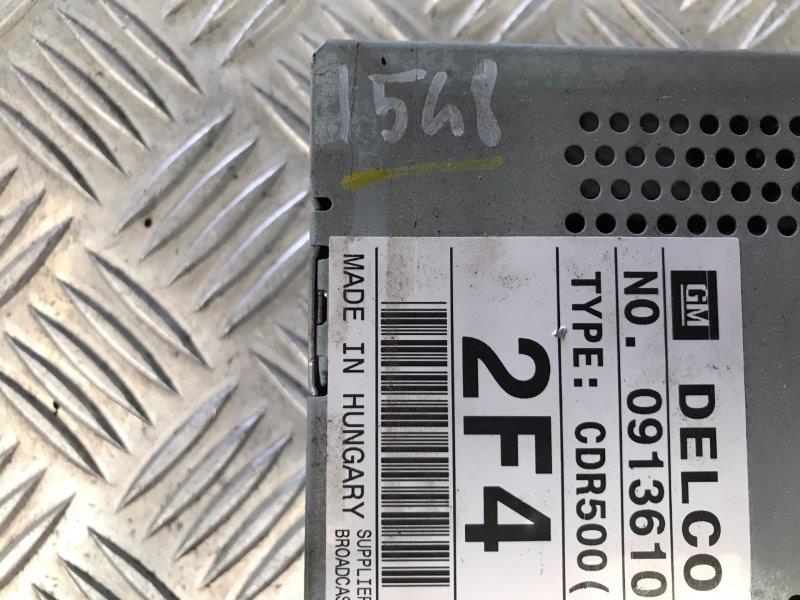 1548
GM DELCO
NO. 0913610
TYPE: CDR500(
2F4
MADE IN HUNGARY
SUPPLIER
BROADCAS